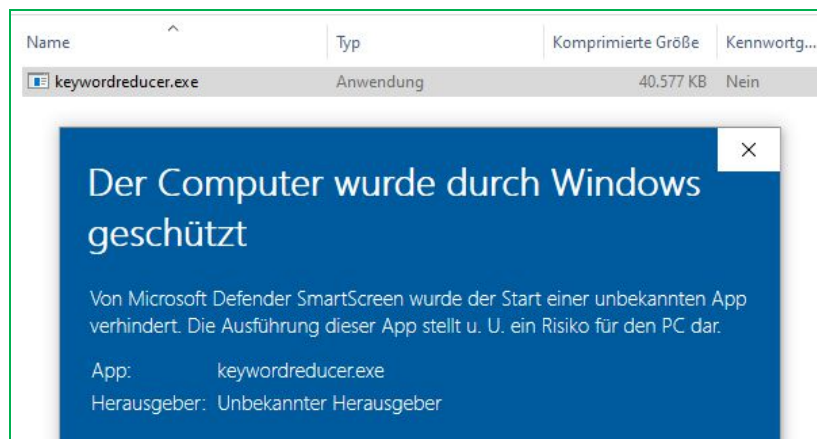 Name Typ Komprimierte Größe Kennwortg...
keywordreducer.exe Anwendung 40.577 KB Nein
Der Computer wurde durch Windows
geschützt
Von Microsoft Defender SmartScreen wurde der Start einer unbekannten App
verhindert. Die Ausführung dieser App stellt u. U. ein Risiko für den PC dar.
App: keywordreducer.exe
Herausgeber: Unbekannter Herausgeber